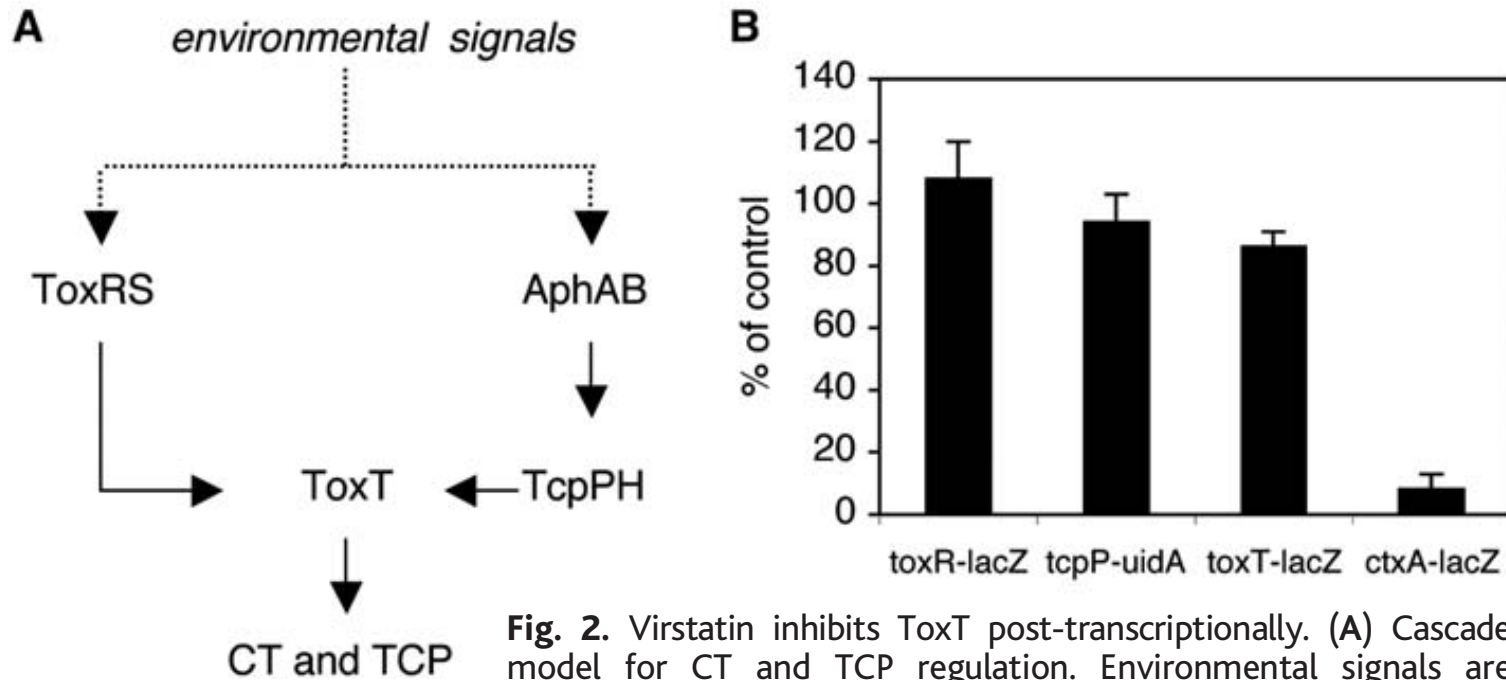 A
environmental signals
ToxRS
AphAB
ToxT
TcpPH
CT and TCP
B
% of control
140
120
100
80
60
40
20
0
toxR-lacZ tcpP-uidA toxT-lacZ ctxA-lacZ
Fig. 2. Virstatin inhibits ToxT post-transcriptionally. (A) Cascade
model for CT and TCP regulation. Environmental signals are